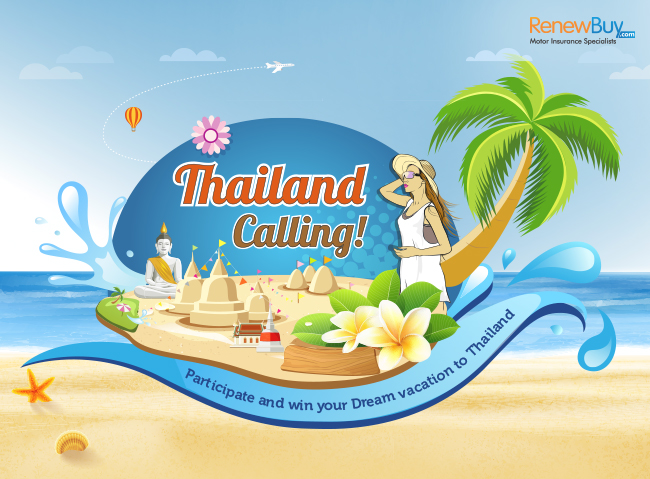 RenewBuy.com
Motor Insurance Specialists
Thailand
Calling!
Participate and win your Dream vacation to Thailand